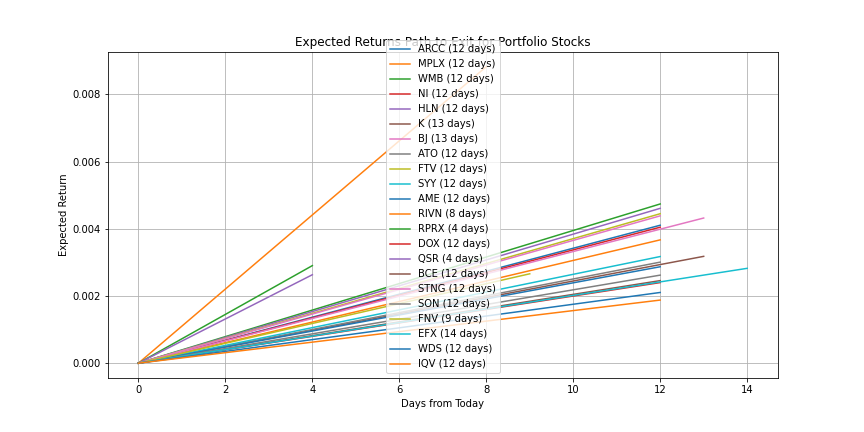 Expected Returns Path to Exit for Portfolio Stocks
ARCC (12 days)
MPLX (12 days)
WMB (12 days)
NI (12 days)
HLN (12 days)
K (13 days)
BJ (13 days)
ATO (12 days)
FTV (12 days)
SYY (12 days)
AME (12 days)
RIVN (8 days)
RPRX (4 days)
DOX (12 days)
QSR (4 days)
BCE (12 days)
STNG (12 days)
SON (12 days)
FNV (9 days)
EFX (14 days)
WDS (12 days)
IQV (12 days)
0.008
0.006
0.004
0.002
0.000
Expected Return
0 2 4 6 8 10 12 14
Days from Today